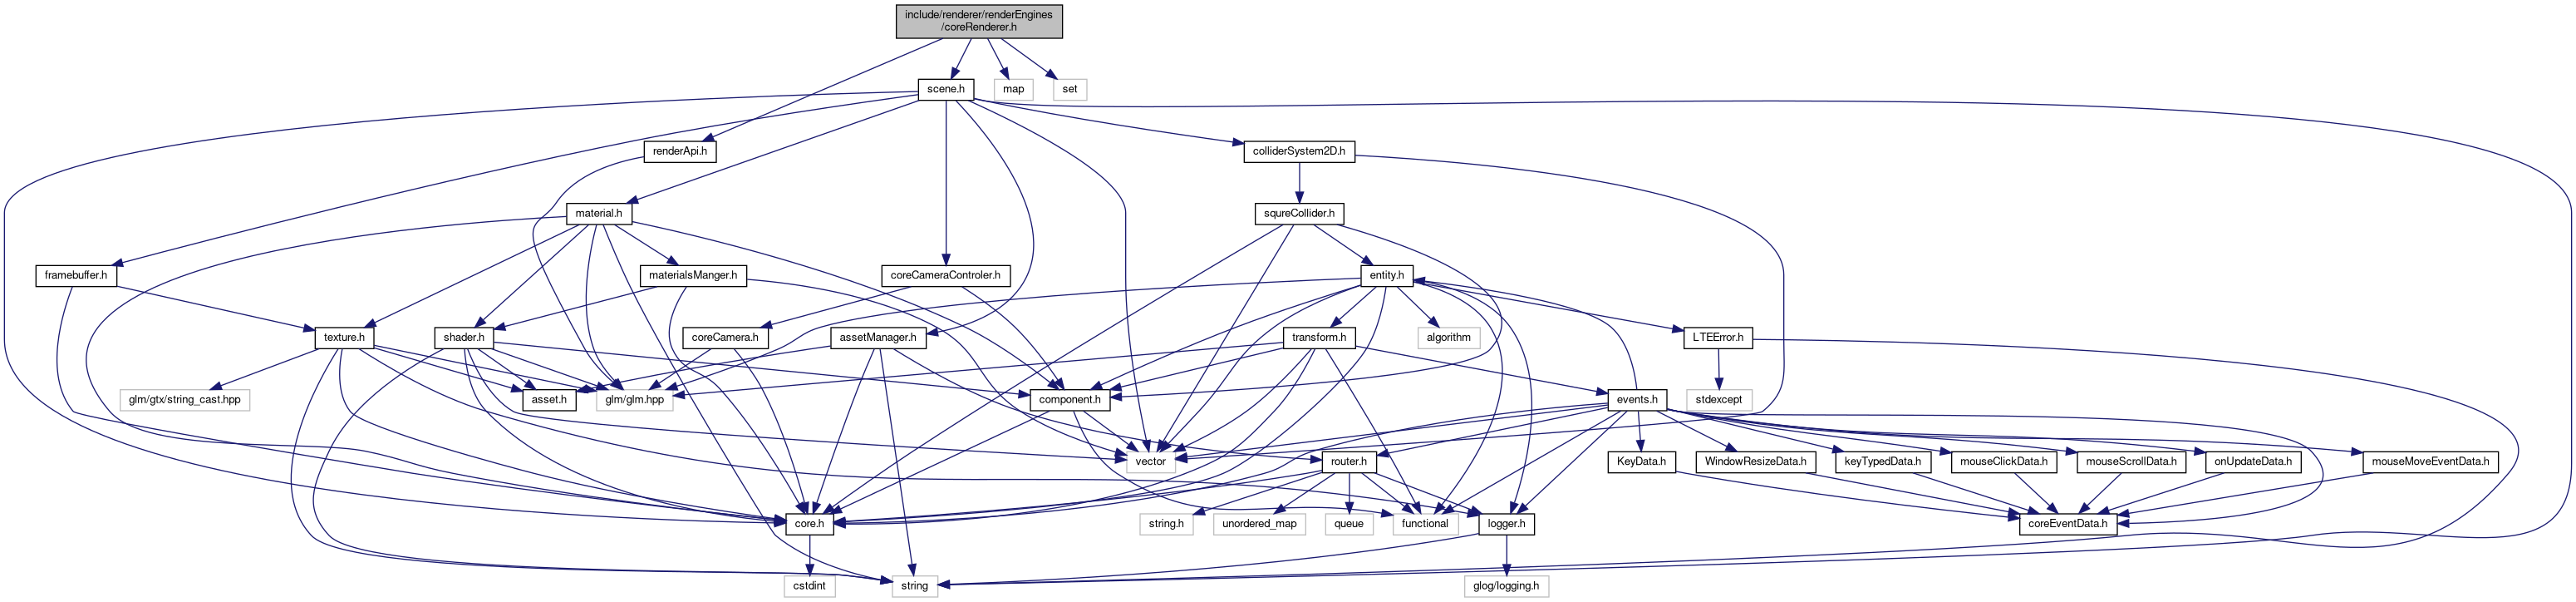 include/renderer/renderEngines
/coreRenderer.h
scene.h
map
set
renderApi.h
colliderSystem2D.h
material.h
squreCollider.h
framebuffer.h
materialsManger.h
coreCameraControler.h
entity.h
texture.h
shader.h
coreCamera.h
assetManager.h
transform.h
algorithm
LTEError.h
glm/gtx/string_cast.hpp
asset.h
glm/glm.hpp
component.h
events.h
stdexcept
vector
router.h
KeyData.h
WindowResizeData.h
keyTypedData.h
mouseClickData.h
mouseScrollData.h
onUpdateData.h
mouseMoveEventData.h
core.h
string.h
unordered_map
queue
functional
logger.h
coreEventData.h
cstdint
string
glog/logging.h